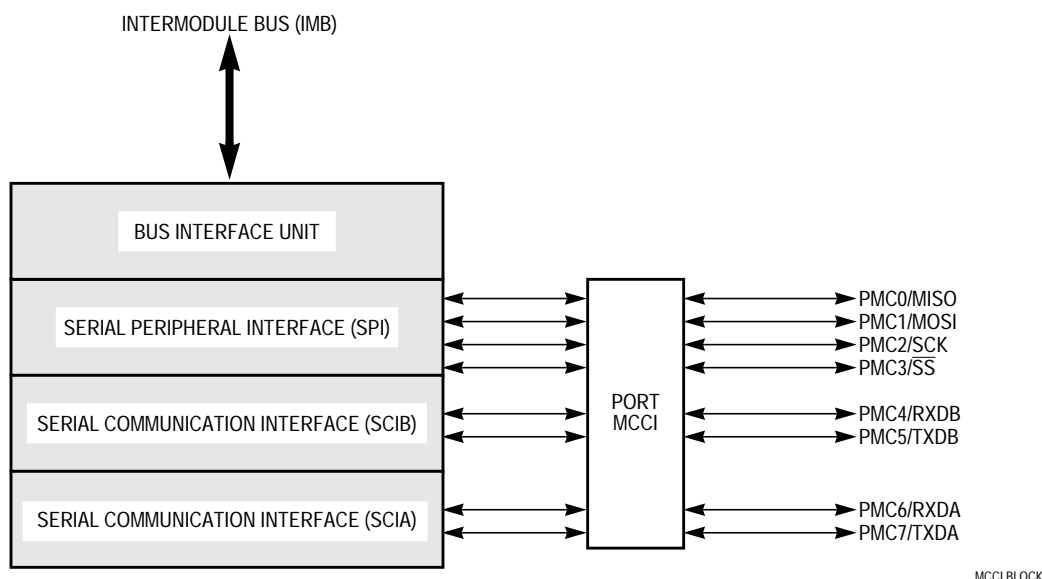 INTERMODULE BUS (IMB)
BUS INTERFACE UNIT
SERIAL PERIPHERAL INTERFACE (SPI)
SERIAL COMMUNICATION INTERFACE (SCIB)
SERIAL COMMUNICATION INTERFACE (SCIA)
PORT
MCCI
PMC0/MISO
PMC1/MOSI
PMC2/SCK
PMC3/S̅S̅
PMC4/RXDB
PMC5/TXDB
PMC6/RXDA
PMC7/TXDA
MCCI BLOCK